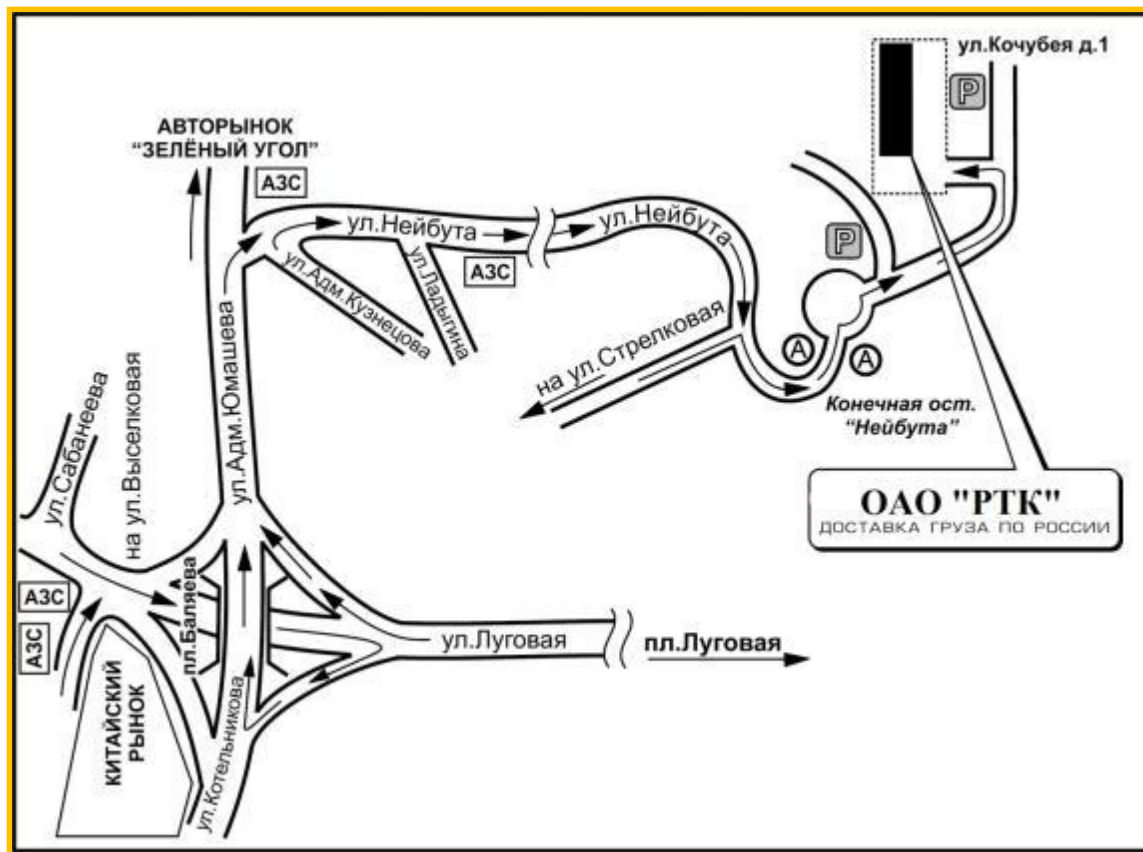 ул.Кочубея д.1
P
АВТОРЫНОК
“ЗЕЛЁНЫЙ УГОЛ”
АЗС
ул.Нейбута
ул.Нейбута
P
АЗС
ул.Адм.Кузнецова
ул.Ладыгина
на ул.Стрелковая
А
А
Конечная ост.
“Нейбута”
ул.Адм.Юмашева
ул.Сабанеева
на ул.Выселковая
ОАО "РТК"
ДОСТАВКА ГРУЗА ПО РОССИИ
АЗС
АЗС
пл.Баляева
ул.Луговая
пл.Луговая
КИТАЙСКИЙ
РЫНОК
ул.Котельникова